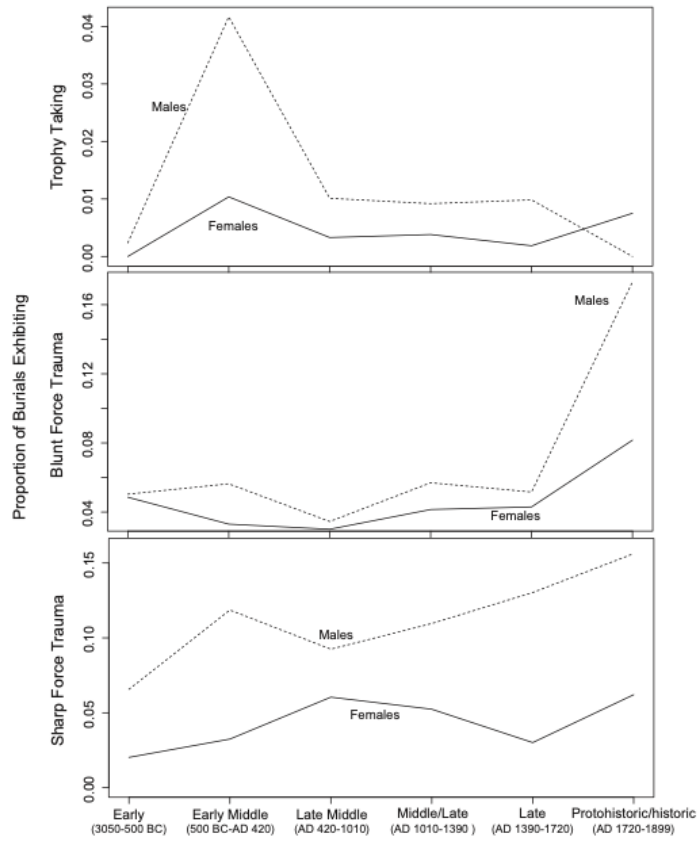 Proportion of Burials Exhibiting
Trophy Taking
0.04
0.03
0.02
0.01
0.00
Males
Females
Blunt Force Trauma
0.16
0.12
0.08
0.04
Males
Females
Sharp Force Trauma
0.15
0.10
0.05
0.00
Males
Females
Early
(3050-500 BC)
Early Middle
(500 BC-AD 420)
Late Middle
(AD 420-1010)
Middle/Late
(AD 1010-1390 )
Late
(AD 1390-1720)
Protohistoric/historic
(AD 1720-1899)